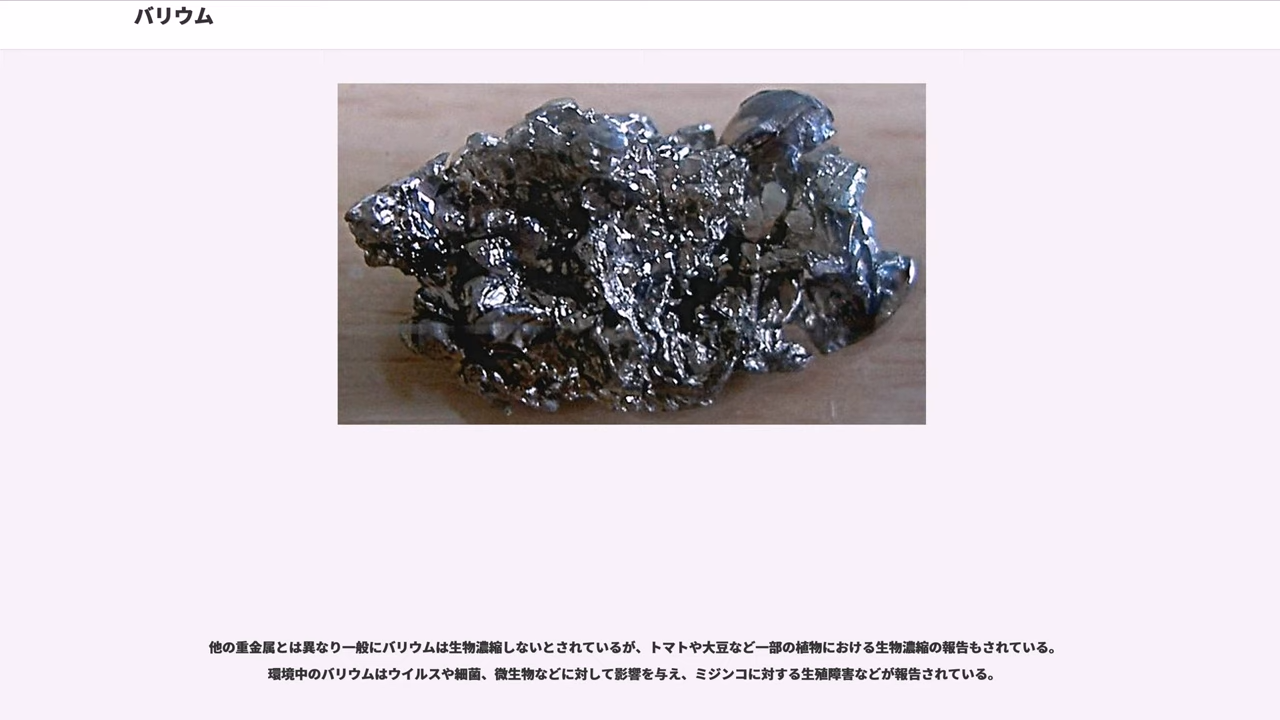 バリウム
他の重金属とは異なり一般にバリウムは生物濃縮しないとされているが、トマトや大豆など一部の植物における生物濃縮の報告もされている。
環境中のバリウムはウイルスや細菌、微生物などに対して影響を与え、ミジンコに対する生殖障害などが報告されている。